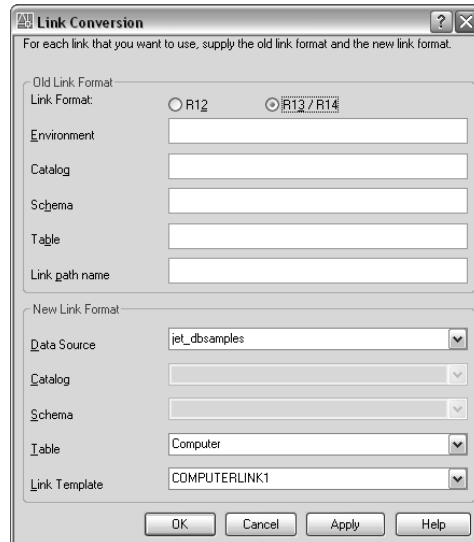 Link Conversion
For each link that you want to use, supply the old link format and the new link format.
Old Link Format
Link Format:
R12
R13 / R14
Environment
Catalog
Schema
Table
Link path name
New Link Format
Data Source
jet_dbsamples
Catalog
Schema
Table
Computer
Link Template
COMPUTERLINK1
OK
Cancel
Apply
Help